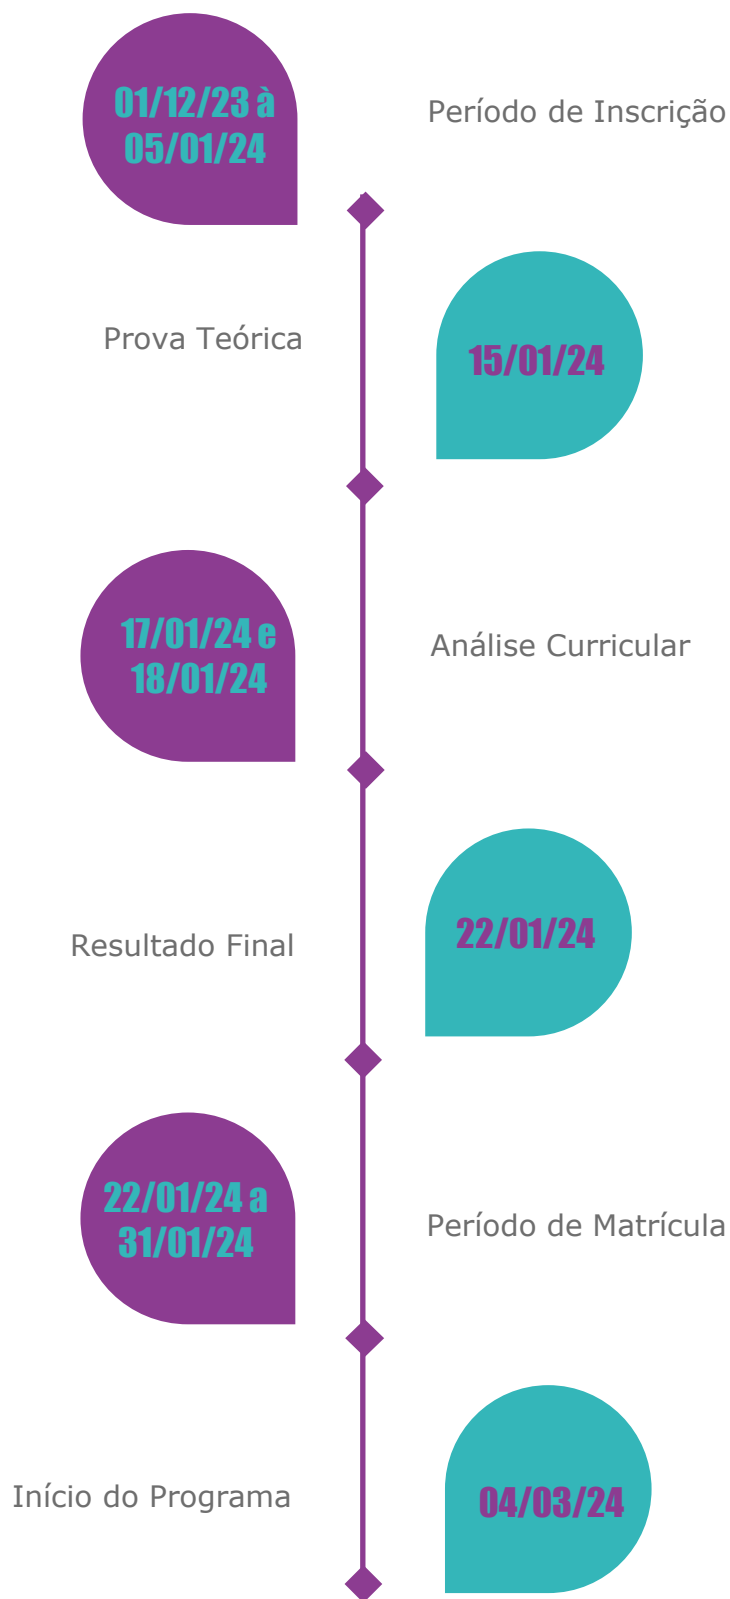 01/12/23 à
05/01/24
Período de Inscrição
Prova Teórica
15/01/24
17/01/24 e
18/01/24
Análise Curricular
Resultado Final
22/01/24
22/01/24 a
31/01/24
Período de Matrícula
Início do Programa
04/03/24